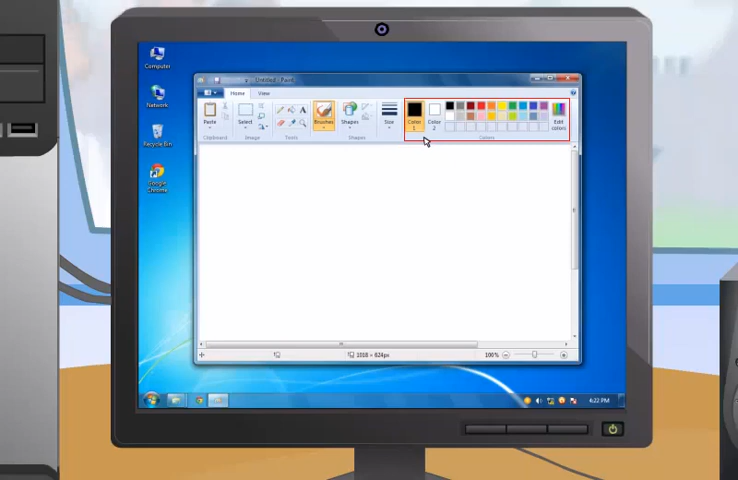 Computer
Network
Recycle Bin
Google
Chrome
Untitled - Paint
Home View
Paste
Select
Brushes
Shapes
Size
Color
1
Color
2
Edit
colors
Clipboard Image Tools Shapes Colors
1018 × 624px 100%
4:22 PM